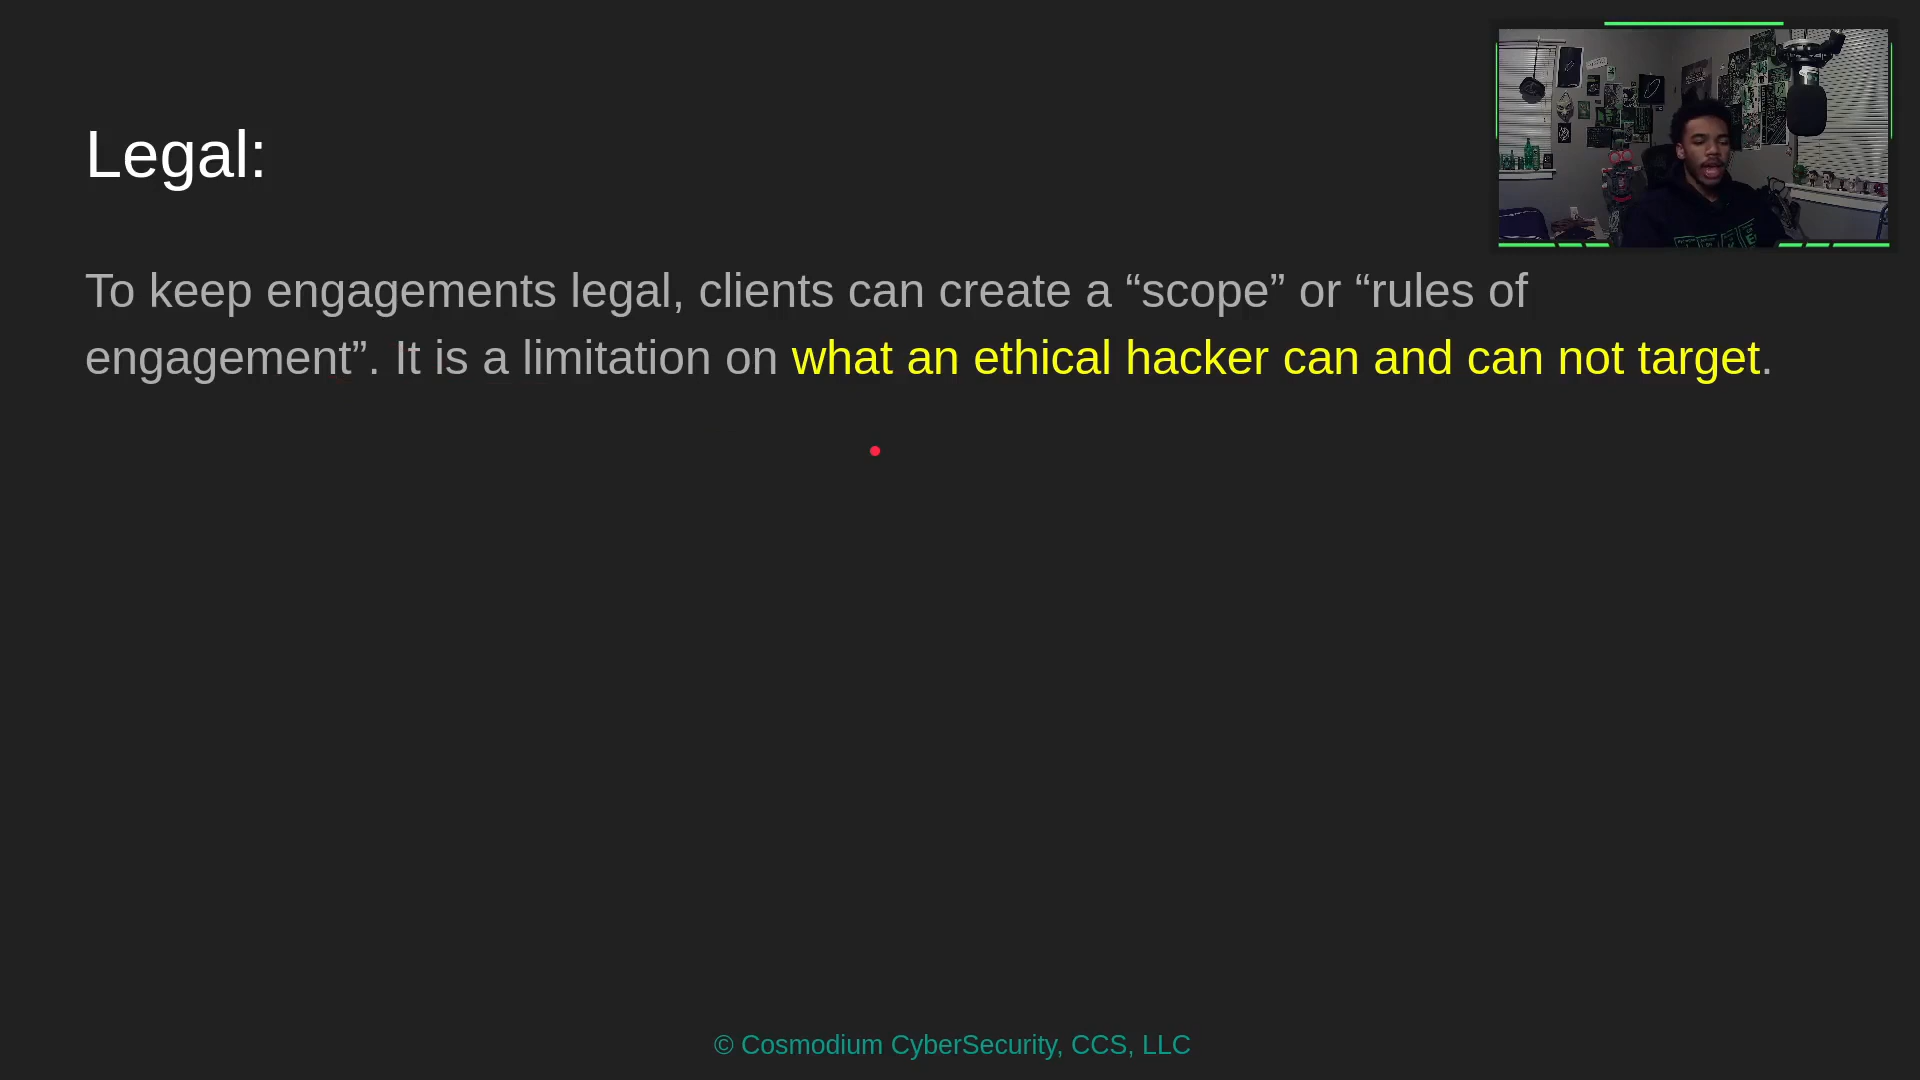 Legal:
To keep engagements legal, clients can create a “scope” or “rules of
engagement”. It is a limitation on what an ethical hacker can and can not target.
© Cosmodium CyberSecurity, CCS, LLC